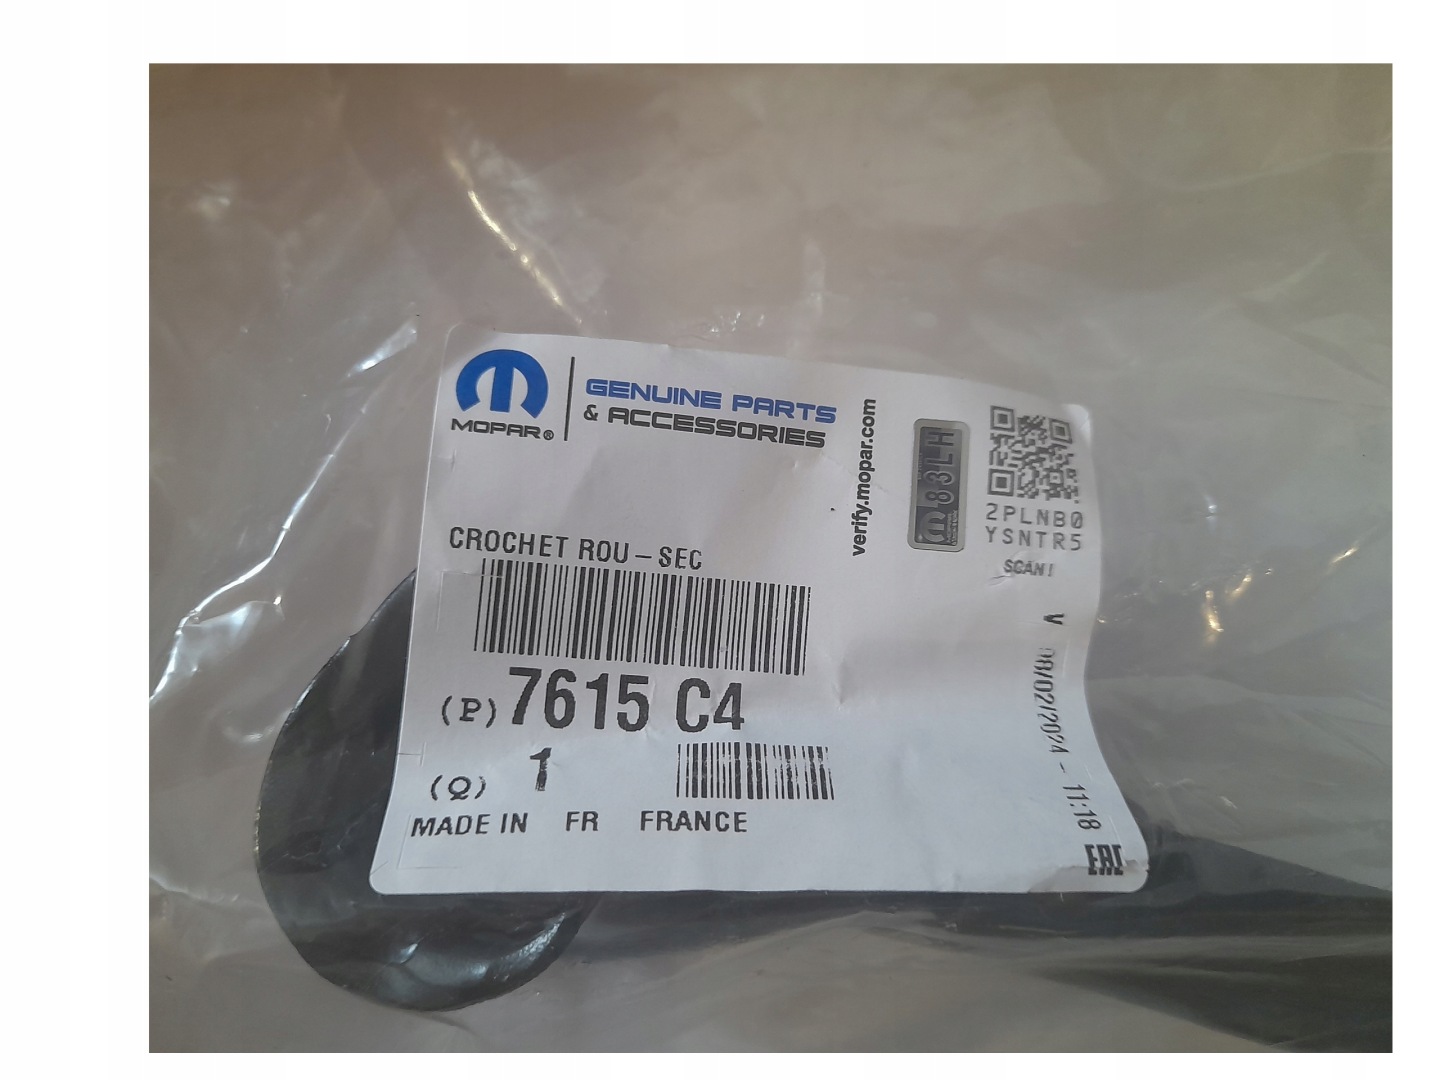 MOPAR®
GENUINE PARTS
& ACCESSORIES
verify.mopar.com
83LH
2PLNB0
YSNTR5
SCAN!
CROCHET ROU - SEC
(P) 7615 C4
(Q) 1
MADE IN FR FRANCE
V 08/02/2024 - 11:18
EAC